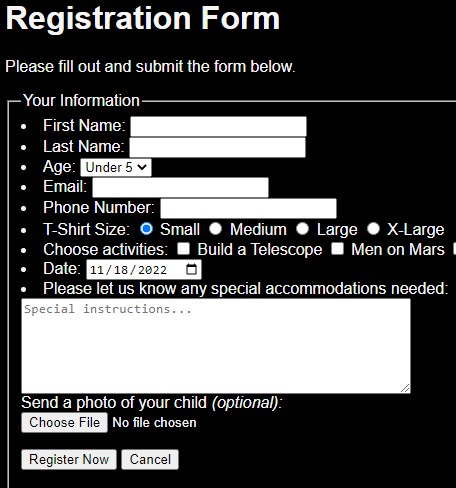 Registration Form
Please fill out and submit the form below.
Your Information
First Name:
Last Name:
Age: Under 5
Email:
Phone Number:
T-Shirt Size: Small Medium Large X-Large
Choose activities: Build a Telescope Men on Mars
Date: 11/18/2022
Please let us know any special accommodations needed:
Special instructions...
Send a photo of your child (optional):
Choose File No file chosen
Register Now Cancel